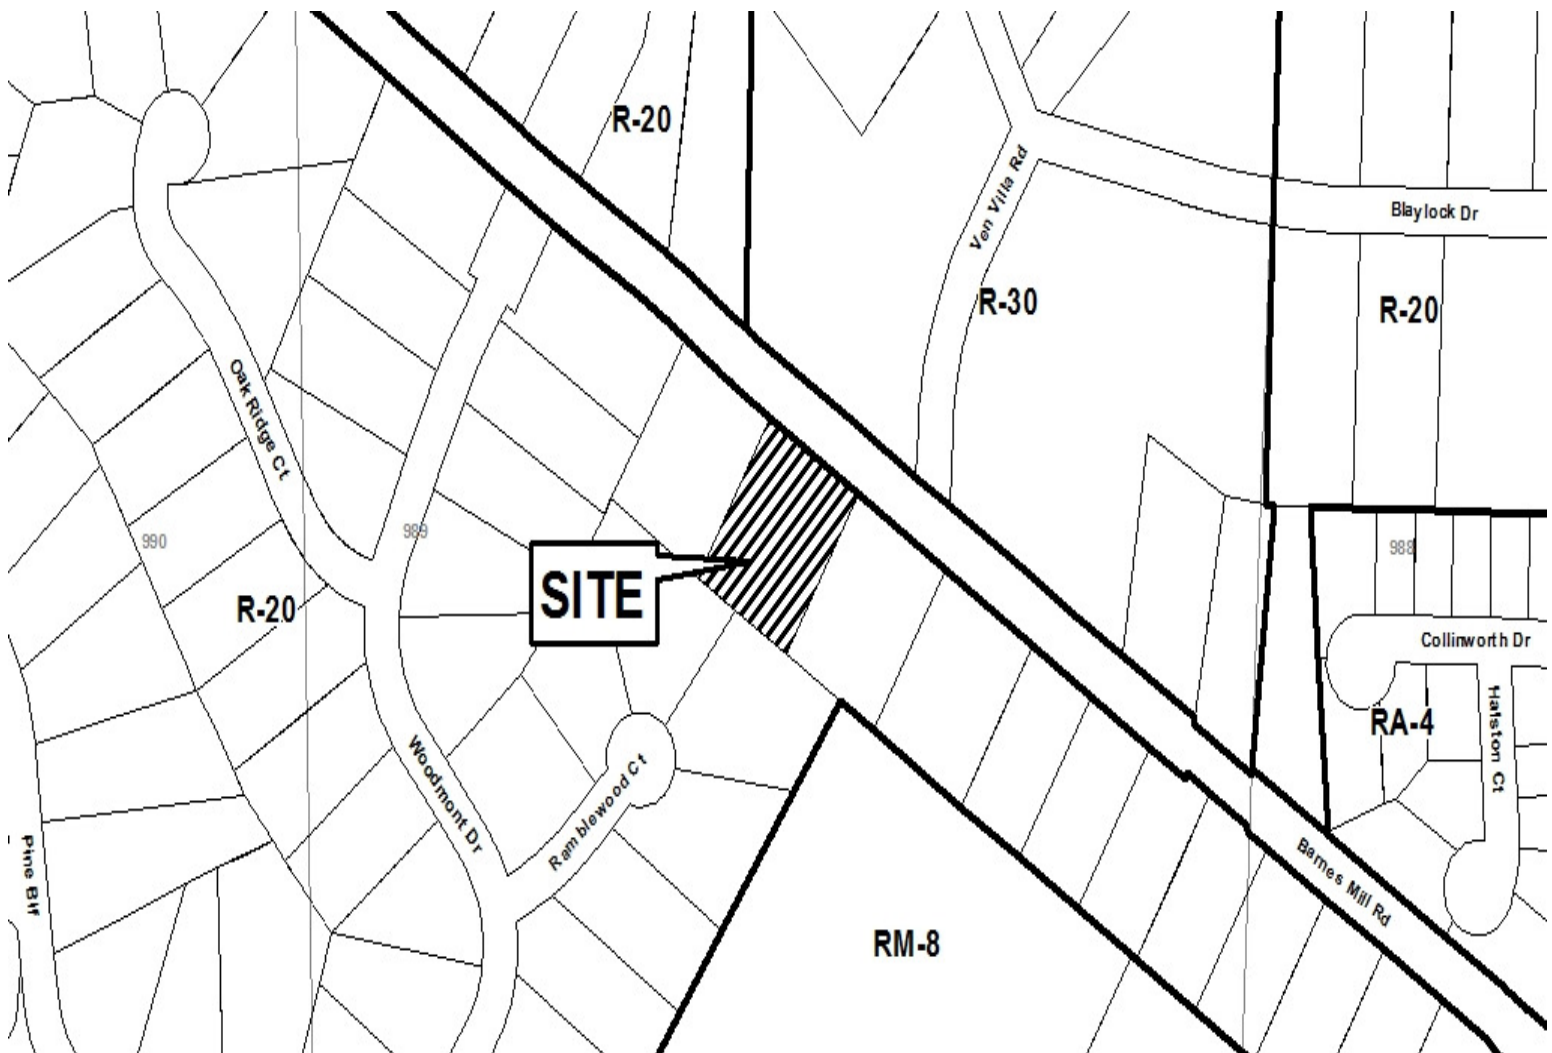 R-20
Ven Villa Rd
Blaylock Dr
R-30
R-20
Oak Ridge Ct
990
989
988
SITE
R-20
Collinworth Dr
RA-4
Halston Ct
Woodmont Dr
Ramblewood Ct
Pine Blf
Barnes Mill Rd
RM-8